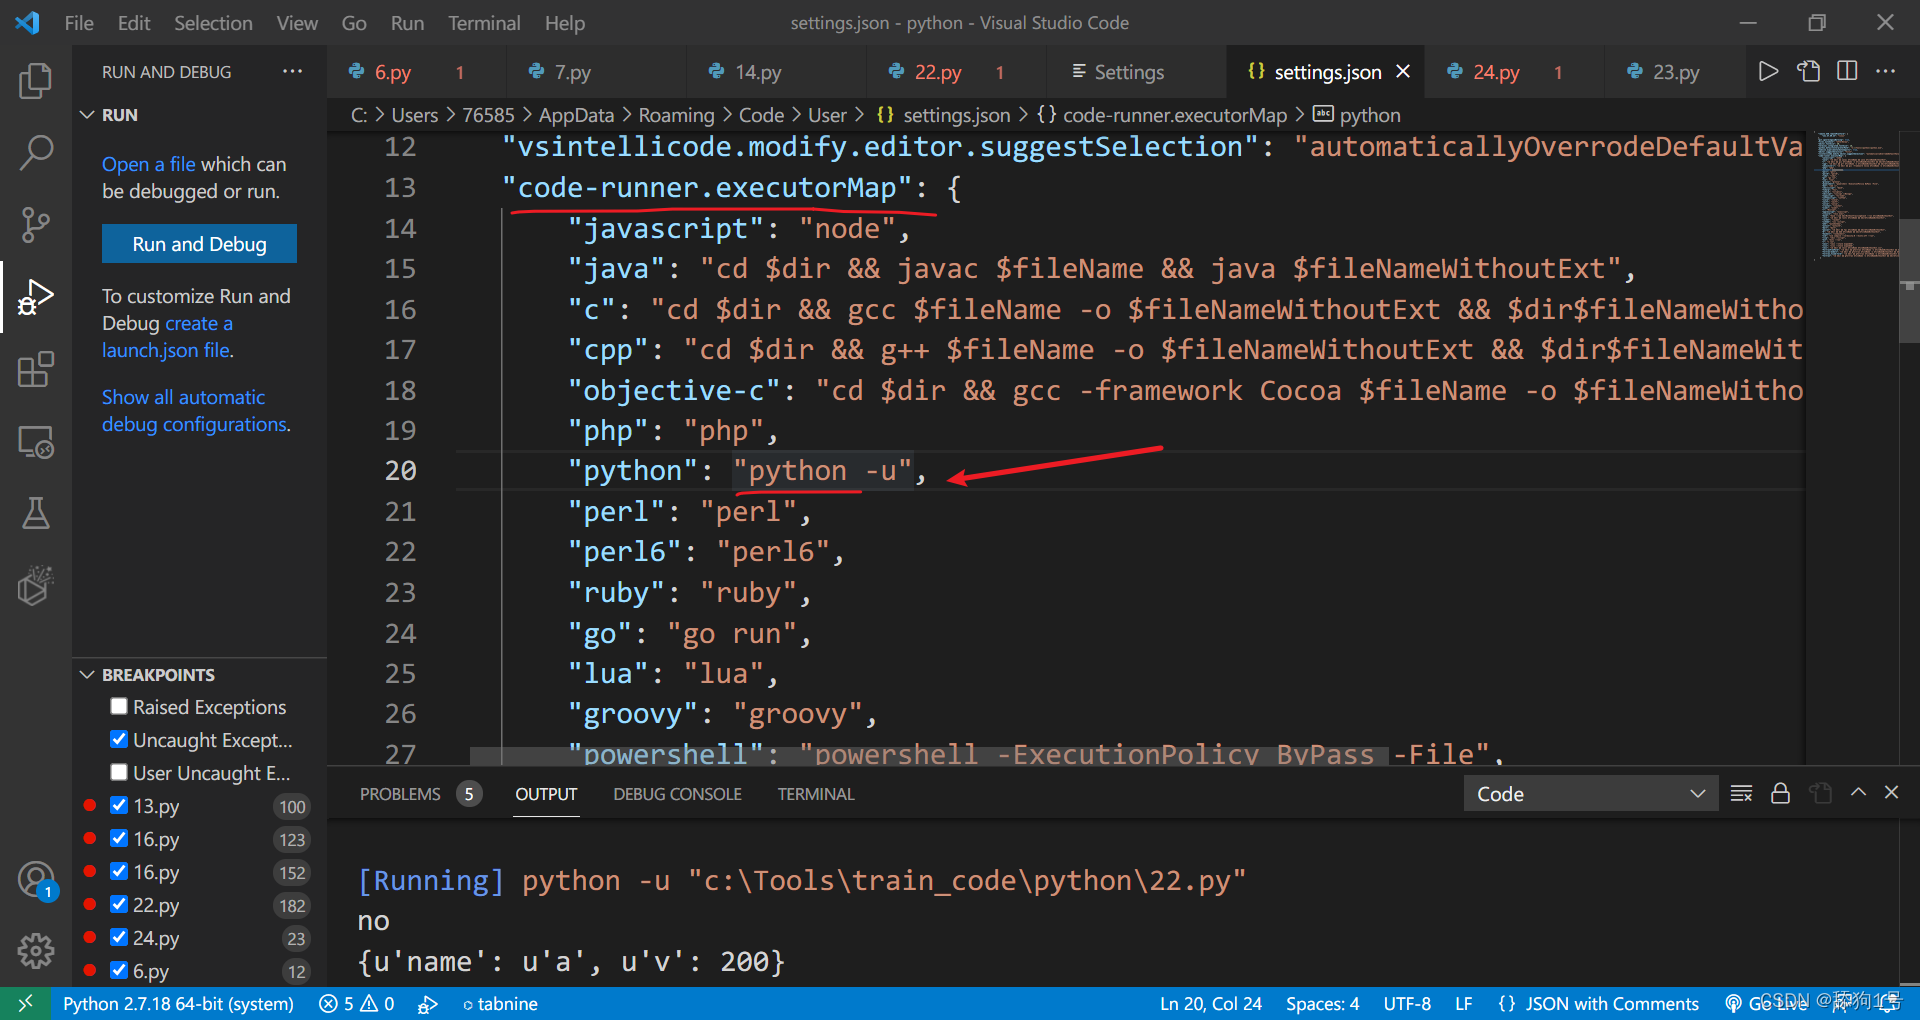 File Edit Selection View Go Run Terminal Help settings.json - python - Visual Studio Code
RUN AND DEBUG ···
6.py 1 7.py 14.py 22.py 1 Settings {} settings.json 24.py 1 23.py
C: > Users > 76585 > AppData > Roaming > Code > User > {} settings.json > {} code-runner.executorMap > abc python
RUN
Open a file which can
be debugged or run.
Run and Debug
To customize Run and
Debug create a
launch.json file.
Show all automatic
debug configurations.
12 "vsintellicode.modify.editor.suggestSelection": "automaticallyOverrodeDefaultVa
13 "code-runner.executorMap": {
14 "javascript": "node",
15 "java": "cd $dir && javac $fileName && java $fileNameWithoutExt",
16 "c": "cd $dir && gcc $fileName -o $fileNameWithoutExt && $dir$fileNameWitho
17 "cpp": "cd $dir && g++ $fileName -o $fileNameWithoutExt && $dir$fileNameWit
18 "objective-c": "cd $dir && gcc -framework Cocoa $fileName -o $fileNameWitho
19 "php": "php",
20 "python": "python -u",
21 "perl": "perl",
22 "perl6": "perl6",
23 "ruby": "ruby",
24 "go": "go run",
25 "lua": "lua",
26 "groovy": "groovy",
27 "powershell": "powershell -ExecutionPolicy ByPass -File",
BREAKPOINTS
Raised Exceptions
Uncaught Except...
User Uncaught E...
13.py 100
16.py 123
16.py 152
22.py 182
24.py 23
6.py 12
1
PROBLEMS 5 OUTPUT DEBUG CONSOLE TERMINAL Code
[Running] python -u "c:\Tools\train_code\python\22.py"
no
{u'name': u'a', u'v': 200}
Python 2.7.18 64-bit (system) 5 0 tabnine Ln 20, Col 24 Spaces: 4 UTF-8 LF {} JSON with Comments Go Live
CSDN @舔狗1号